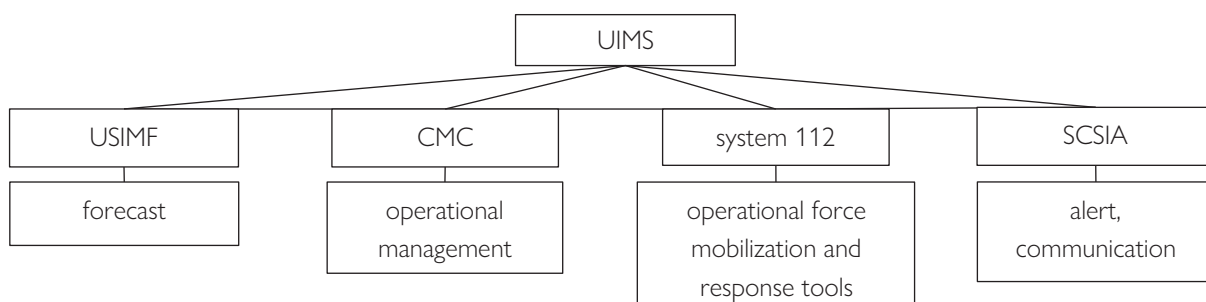 UIMS
USIMF
CMC
system 112
SCSIA
forecast
operational
management
operational force
mobilization and
response tools
alert,
communication